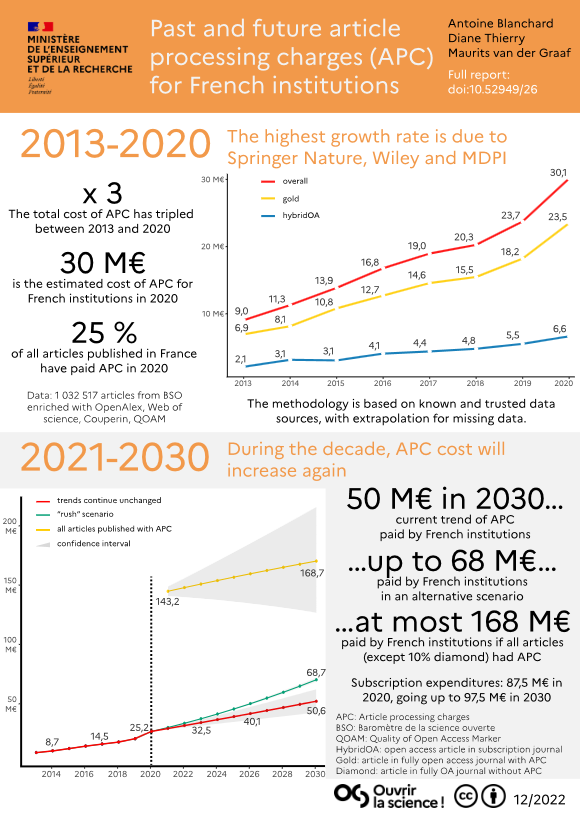 MINISTÈRE
DE L'ENSEIGNEMENT
SUPÉRIEUR
ET DE LA RECHERCHE
Liberté
Égalité
Fraternité
Past and future article
processing charges (APC)
for French institutions
Antoine Blanchard
Diane Thierry
Maurits van der Graaf
Full report:
doi:10.52949/26
2013-2020
The highest growth rate is due to
Springer Nature, Wiley and MDPI
x 3
The total cost of APC has tripled
between 2013 and 2020
30 M€
is the estimated cost of APC for
French institutions in 2020
25 %
of all articles published in France
have paid APC in 2020
Data: 1 032 517 articles from BSO
enriched with OpenAlex, Web of
science, Couperin, QOAM
30 M€
20 M€
10 M€
overall
gold
hybridOA
9,0
11,3
13,9
16,8
19,0
20,3
23,7
30,1
6,9
8,1
10,8
12,7
14,6
15,5
18,2
23,5
2,1
3,1
3,1
4,1
4,4
4,8
5,5
6,6
2013
2014
2015
2016
2017
2018
2019
2020
The methodology is based on known and trusted data
sources, with extrapolation for missing data.
2021-2030
During the decade, APC cost will
increase again
trends continue unchanged
"rush" scenario
all articles published with APC
confidence interval
200
M€
150
M€
100
M€
50
M€
143,2
168,7
68,7
50,6
8,7
14,5
25,2
32,5
40,1
2014
2016
2018
2020
2022
2024
2026
2028
2030
50 M€ in 2030...
current trend of APC
paid by French institutions
...up to 68 M€...
paid by French institutions
in an alternative scenario
...at most 168 M€
paid by French institutions if all articles
(except 10% diamond) had APC
Subscription expenditures: 87,5 M€ in
2020, going up to 97,5 M€ in 2030
APC: Article processing charges
BSO: Baromètre de la science ouverte
QOAM: Quality of Open Access Marker
HybridOA: open access article in subscription journal
Gold: article in fully open access journal with APC
Diamond: article in fully OA journal without APC
Ouvrir
la science !
cc
12/2022